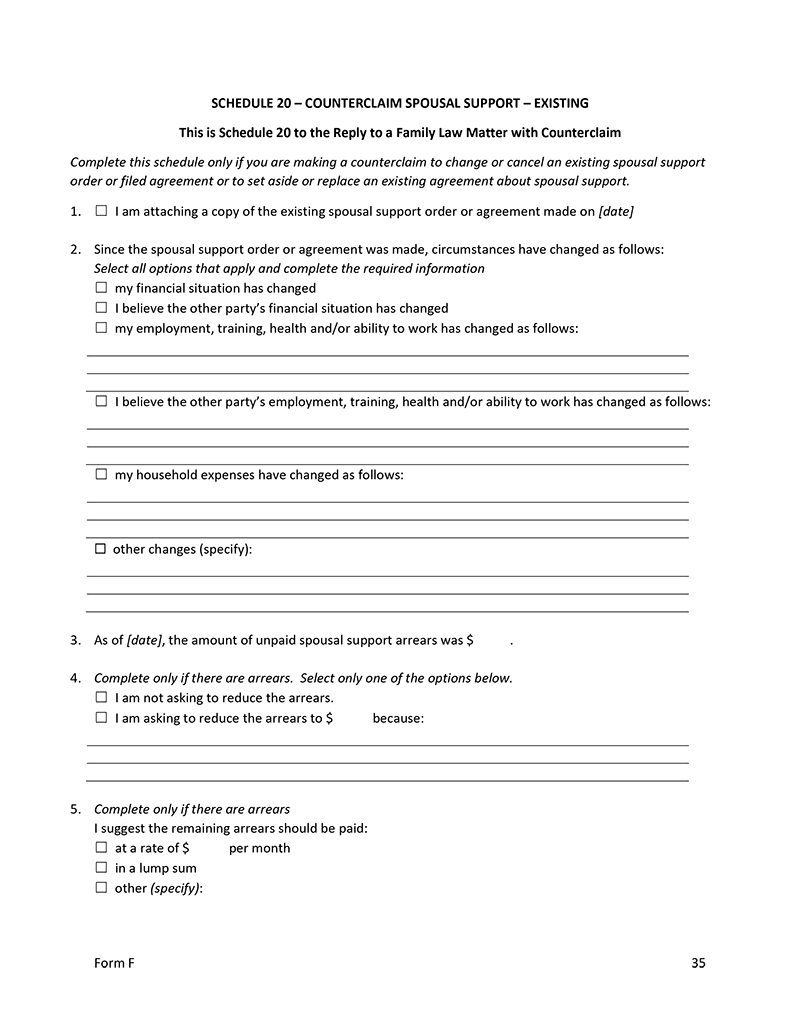 SCHEDULE 20 – COUNTERCLAIM SPOUSAL SUPPORT – EXISTING
This is Schedule 20 to the Reply to a Family Law Matter with Counterclaim
Complete this schedule only if you are making a counterclaim to change or cancel an existing spousal support
order or filed agreement or to set aside or replace an existing agreement about spousal support.
1. ☐ I am attaching a copy of the existing spousal support order or agreement made on [date]
2. Since the spousal support order or agreement was made, circumstances have changed as follows:
Select all options that apply and complete the required information
☐ my financial situation has changed
☐ I believe the other party’s financial situation has changed
☐ my employment, training, health and/or ability to work has changed as follows:
☐ I believe the other party’s employment, training, health and/or ability to work has changed as follows:
☐ my household expenses have changed as follows:
☐ other changes (specify):
3. As of [date], the amount of unpaid spousal support arrears was $ .
4. Complete only if there are arrears. Select only one of the options below.
☐ I am not asking to reduce the arrears.
☐ I am asking to reduce the arrears to $ because:
5. Complete only if there are arrears
I suggest the remaining arrears should be paid:
☐ at a rate of $ per month
☐ in a lump sum
☐ other (specify):
Form F 35